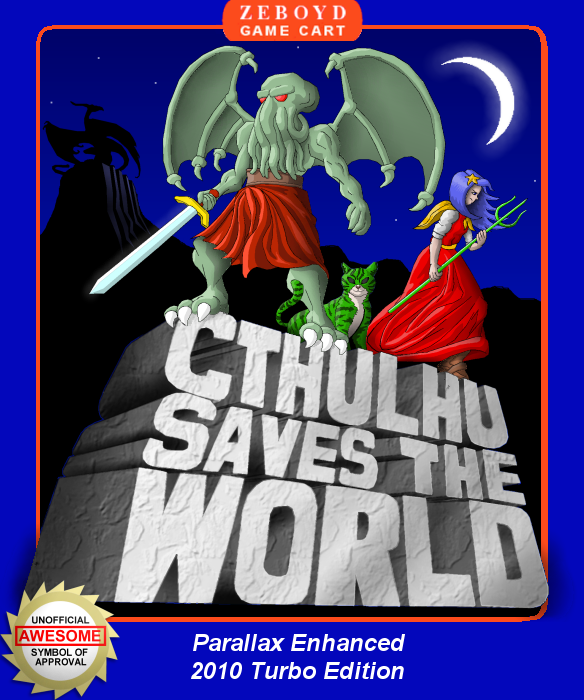 ZEBOYD
GAME CART
CTHULHU
SAVES THE
WORLD
UNOFFICIAL
AWESOME
SYMBOL OF
APPROVAL
Parallax Enhanced
2010 Turbo Edition